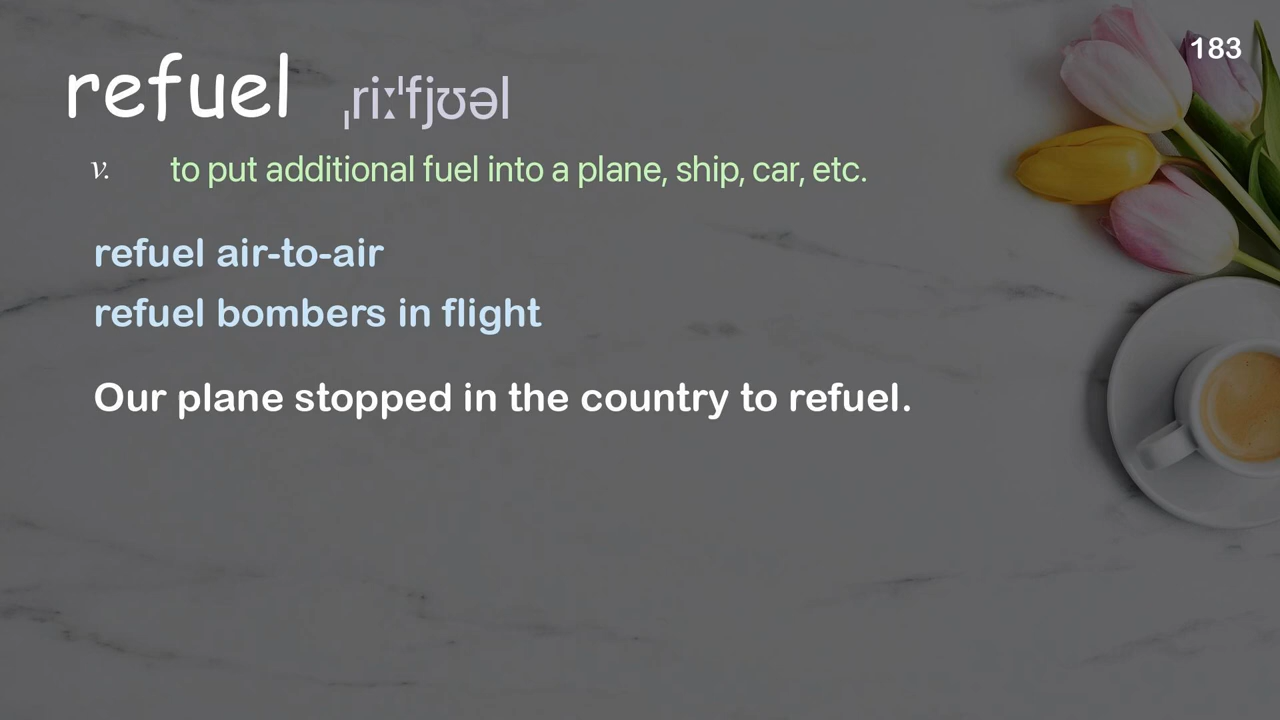 183
refuel ˌriːˈfjʊəl
v. to put additional fuel into a plane, ship, car, etc.
refuel air-to-air
refuel bombers in flight
Our plane stopped in the country to refuel.